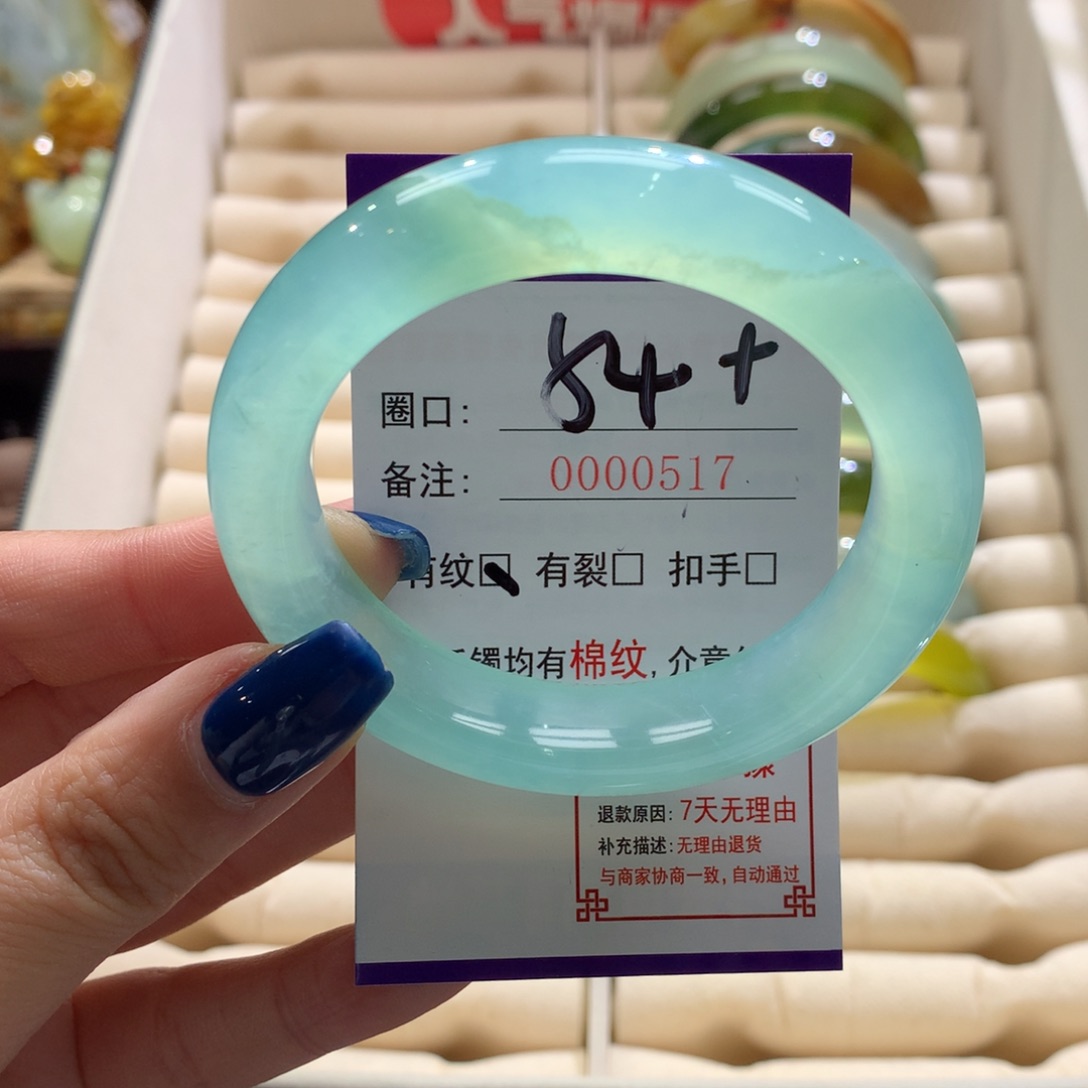 圈口: 54+
备注: 0000517
有纹☐ 有裂☐ 扣手☐
镯均有棉纹,介意
退款原因: 7天无理由
补充描述: 无理由退货
与商家协商一致,自动通过